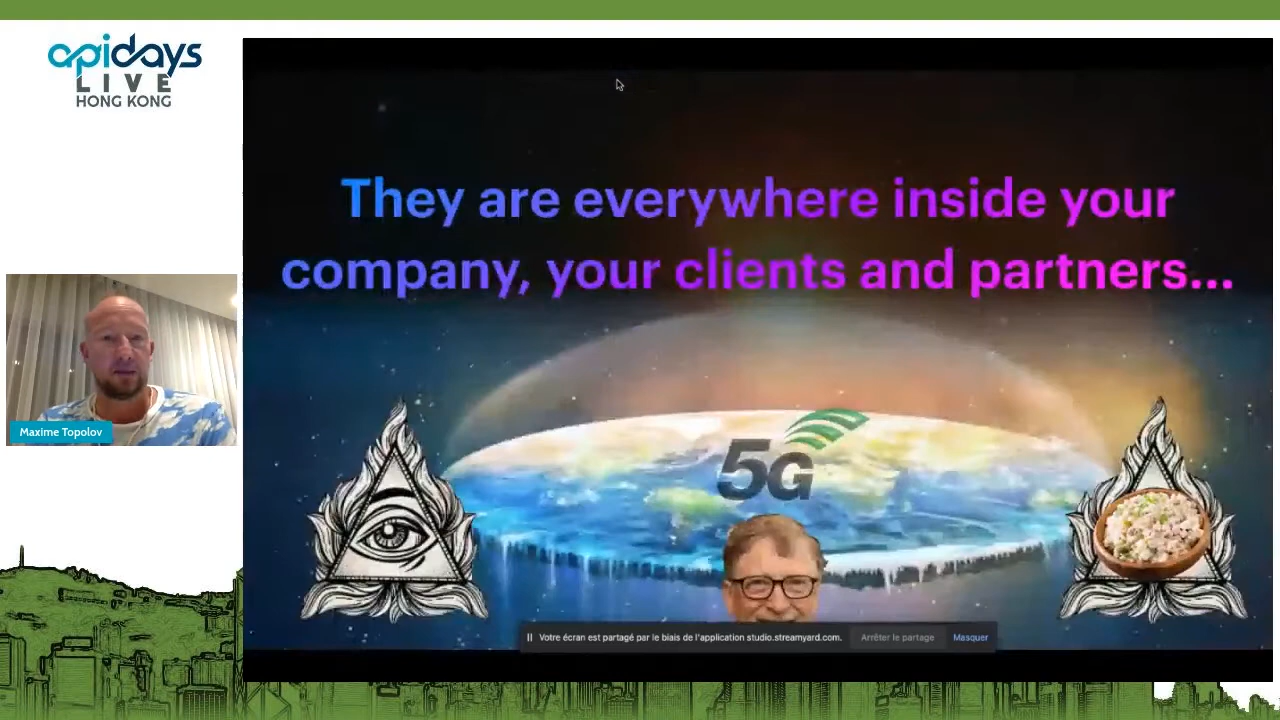 apidays
LIVE
HONG KONG
They are everywhere inside your
company, your clients and partners...
5G
Maxime Topolov
Votre écran est partagé par le biais de l'application studio.streamyard.com.
Arrêter le partage
Masquer